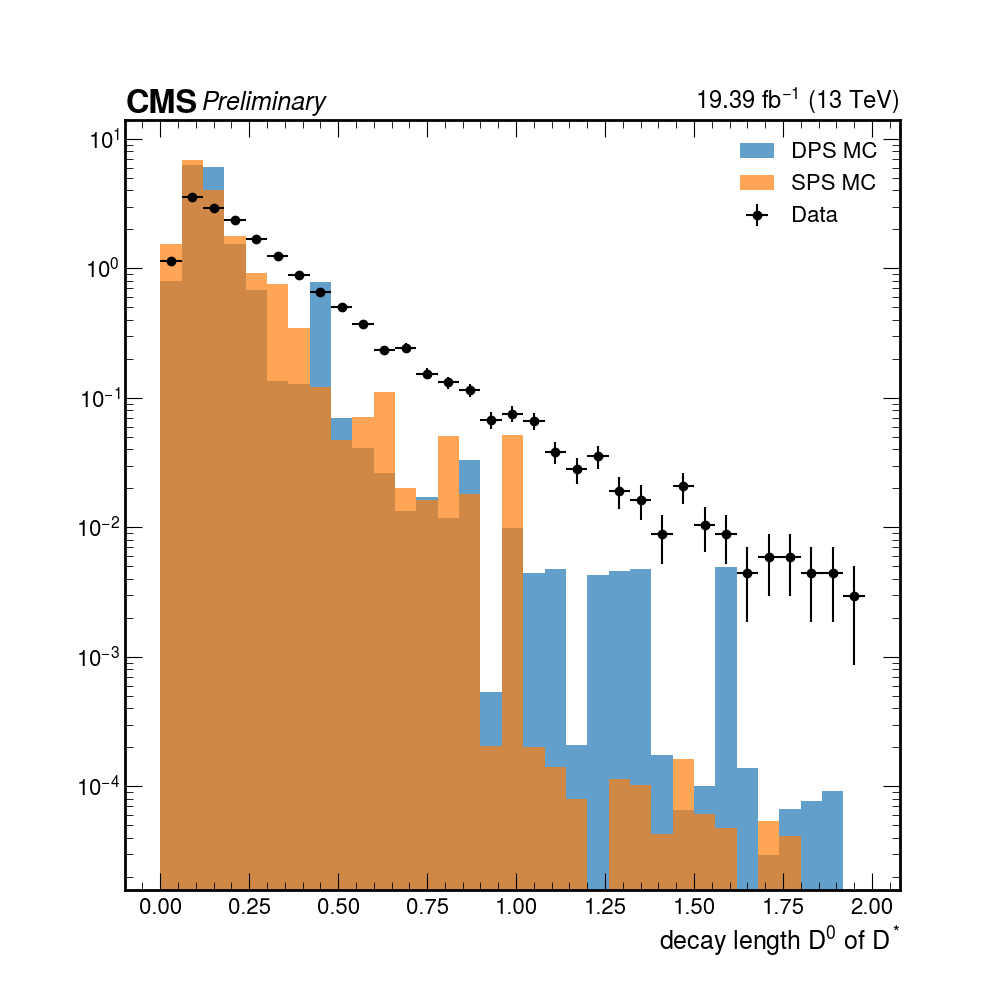 CMS Preliminary 19.39 fb⁻¹ (13 TeV)
DPS MC
SPS MC
Data
10¹
10⁰
10⁻¹
10⁻²
10⁻³
10⁻⁴
0.00 0.25 0.50 0.75 1.00 1.25 1.50 1.75 2.00
decay length D⁰ of D*